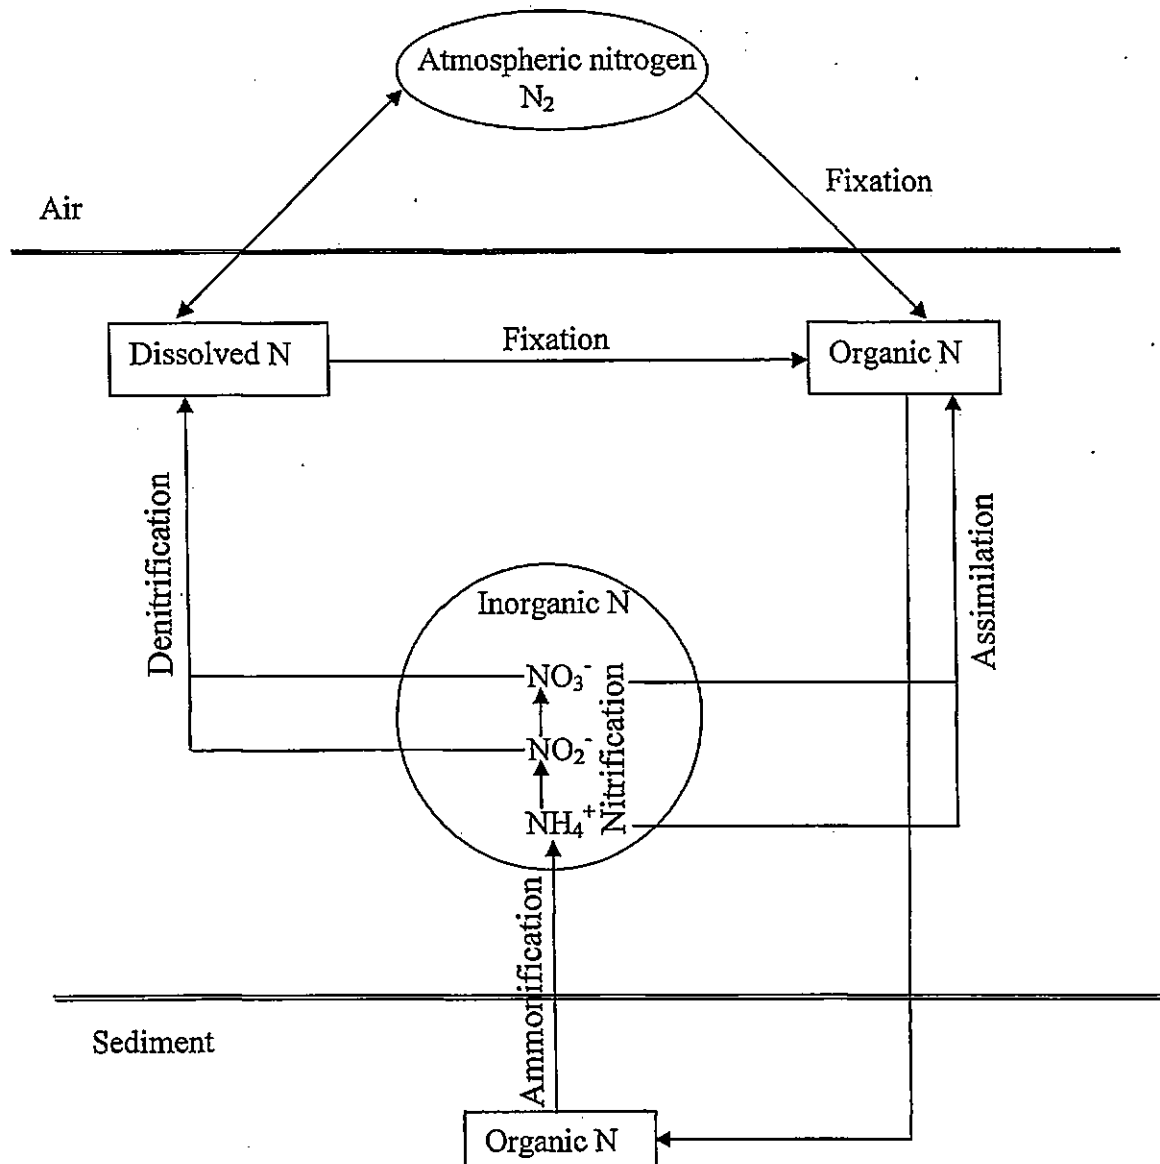 Atmospheric nitrogen
N₂
Fixation
Air
Dissolved N
Fixation
Organic N
Denitrification
Assimilation
Inorganic N
NO₃⁻
NO₂⁻
NH₄⁺
Nitrification
Ammonification
Sediment
Organic N